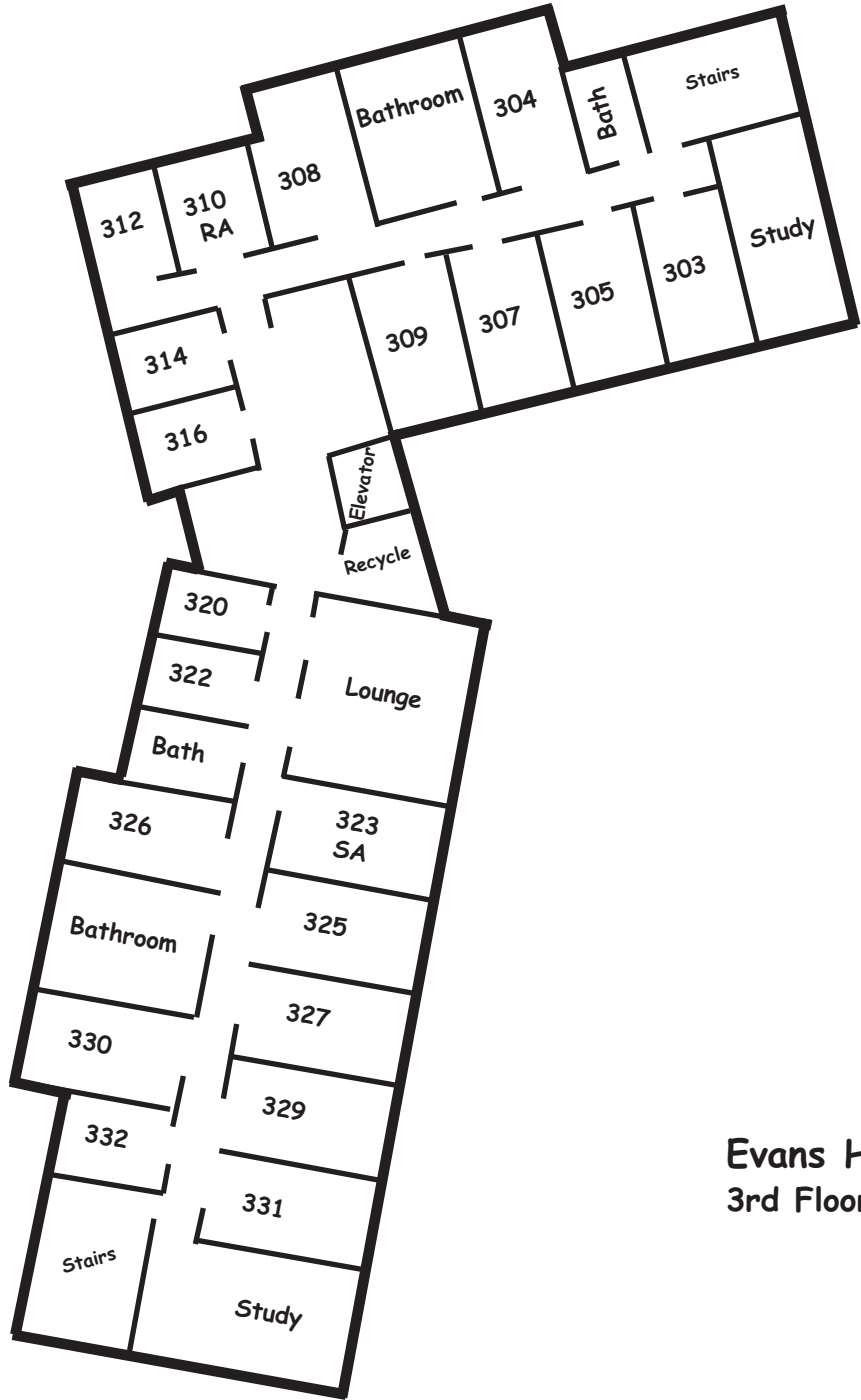 Stairs
Bath
304
Bathroom
308
310
RA
312
Study
303
305
307
309
314
316
Elevator
Recycle
320
322
Lounge
Bath
326
323
SA
325
Bathroom
327
330
329
332
331
Stairs
Study
Evans H
3rd Floor